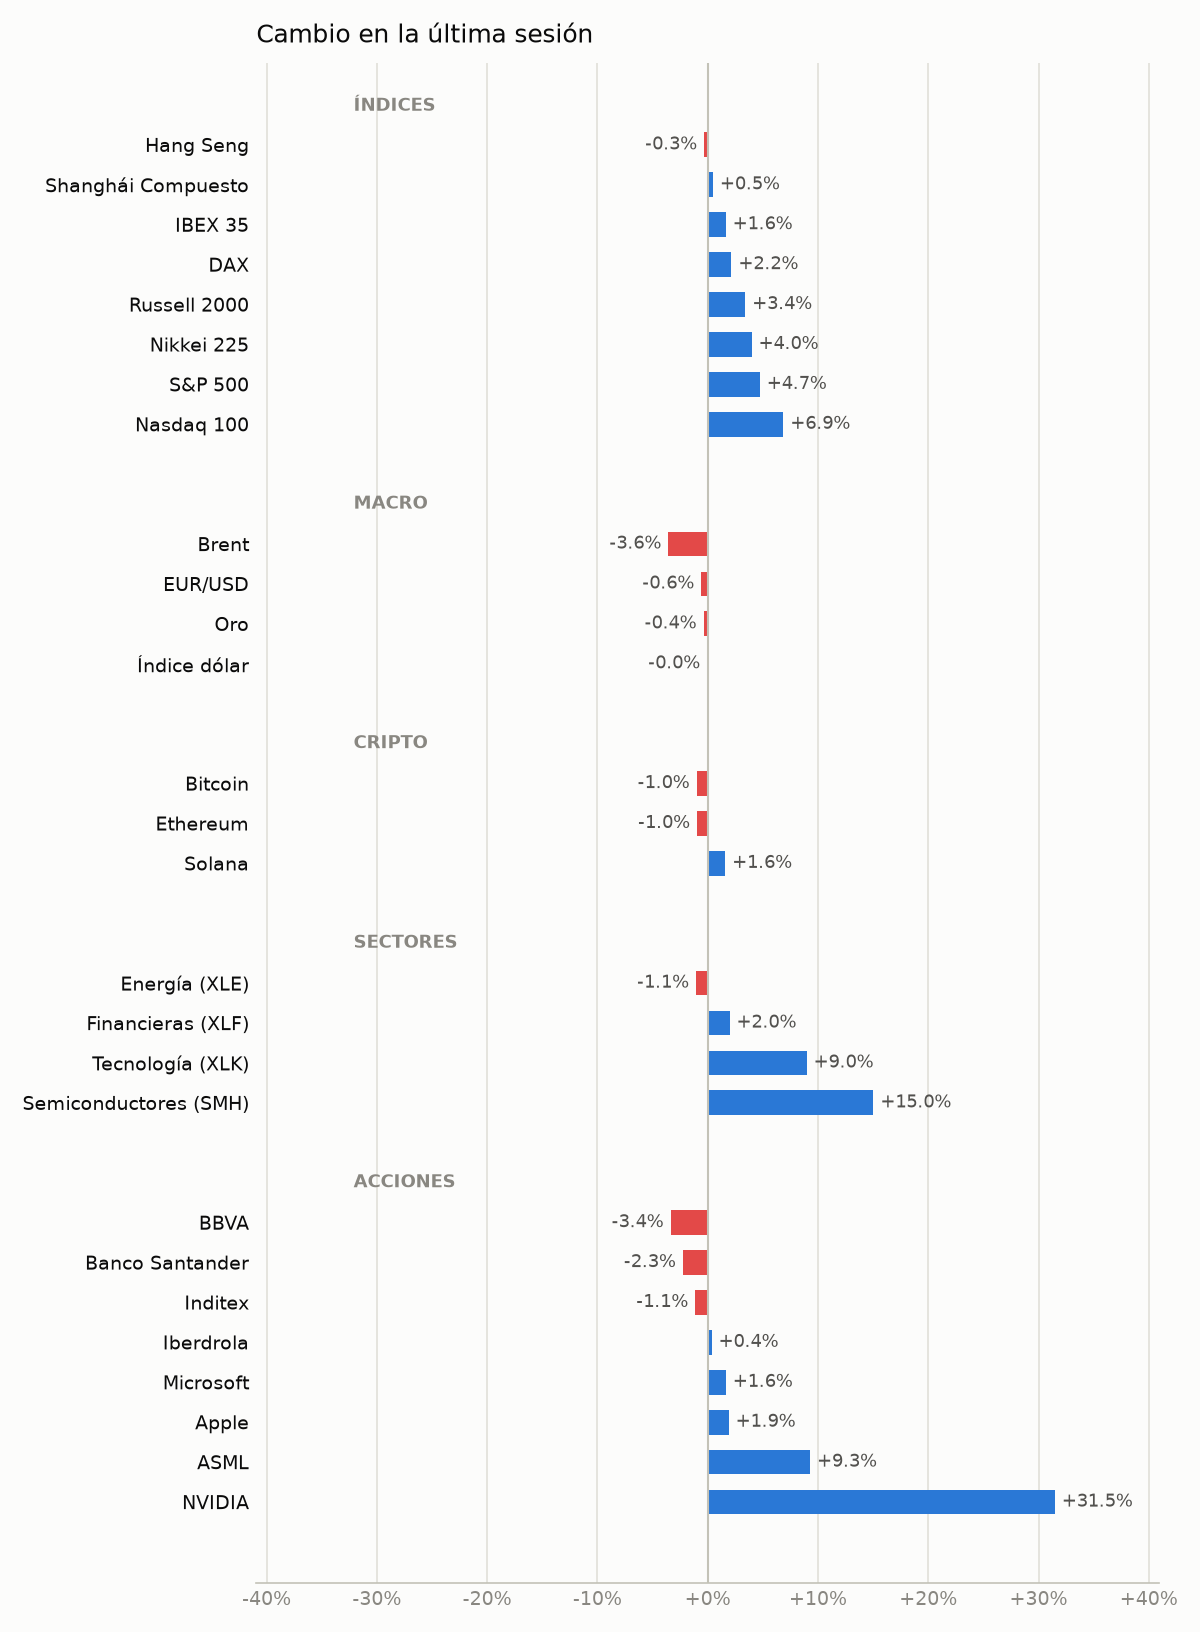 Cambio en la última sesión
ÍNDICES
Hang Seng -0.3%
Shanghái Compuesto +0.5%
IBEX 35 +1.6%
DAX +2.2%
Russell 2000 +3.4%
Nikkei 225 +4.0%
S&P 500 +4.7%
Nasdaq 100 +6.9%
MACRO
Brent -3.6%
EUR/USD -0.6%
Oro -0.4%
Índice dólar -0.0%
CRIPTO
Bitcoin -1.0%
Ethereum -1.0%
Solana +1.6%
SECTORES
Energía (XLE) -1.1%
Financieras (XLF) +2.0%
Tecnología (XLK) +9.0%
Semiconductores (SMH) +15.0%
ACCIONES
BBVA -3.4%
Banco Santander -2.3%
Inditex -1.1%
Iberdrola +0.4%
Microsoft +1.6%
Apple +1.9%
ASML +9.3%
NVIDIA +31.5%
-40% -30% -20% -10% +0% +10% +20% +30% +40%